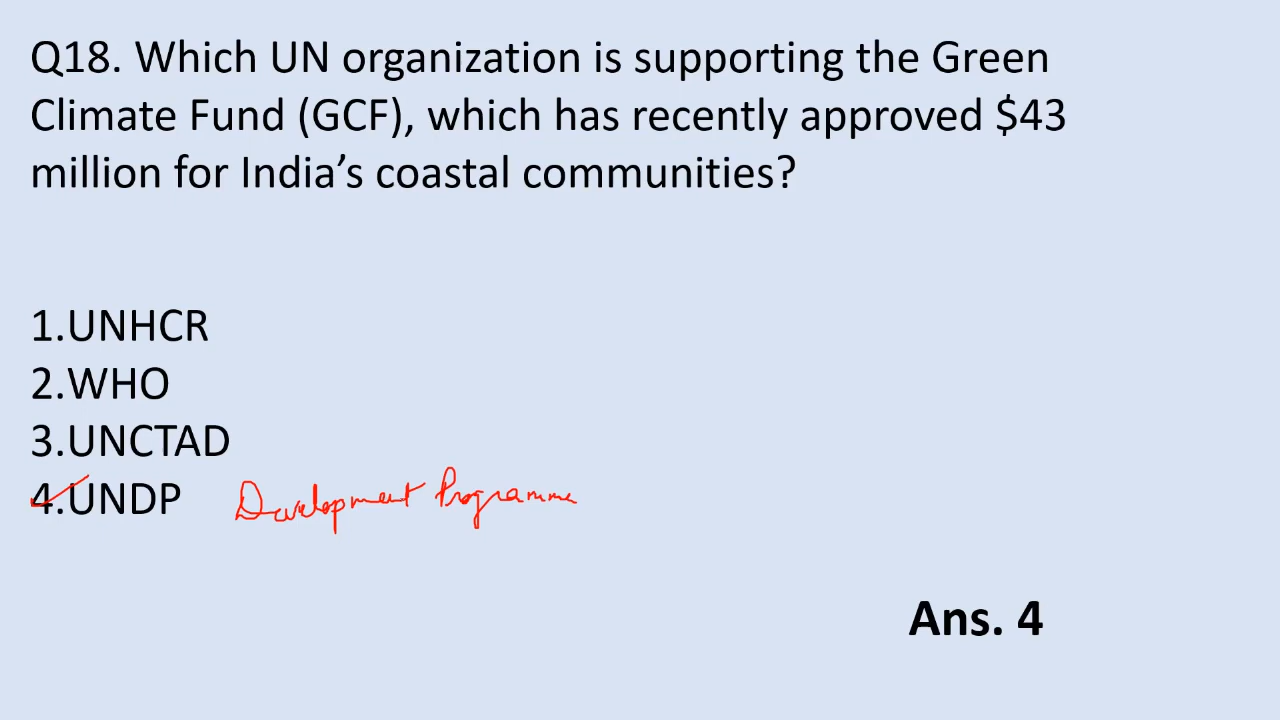 Q18. Which UN organization is supporting the Green
Climate Fund (GCF), which has recently approved $43
million for India’s coastal communities?
1.UNHCR
2.WHO
3.UNCTAD
4.UNDP Development Programme
Ans. 4